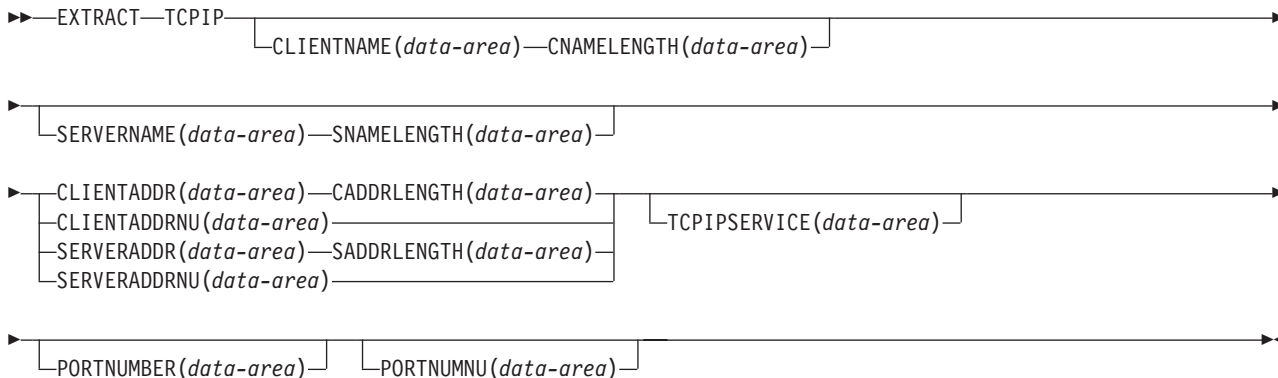 EXTRACT TCPIP
CLIENTNAME(data-area) CNAMELENGTH(data-area)
SERVERNAME(data-area) SNAMELENGTH(data-area)
CLIENTADDR(data-area) CADDRLENGTH(data-area)
CLIENTADDRNU(data-area)
SERVERADDR(data-area) SADDRLENGTH(data-area)
SERVERADDRNU(data-area)
TCPIPSERVICE(data-area)
PORTNUMBER(data-area) PORTNUMNU(data-area)